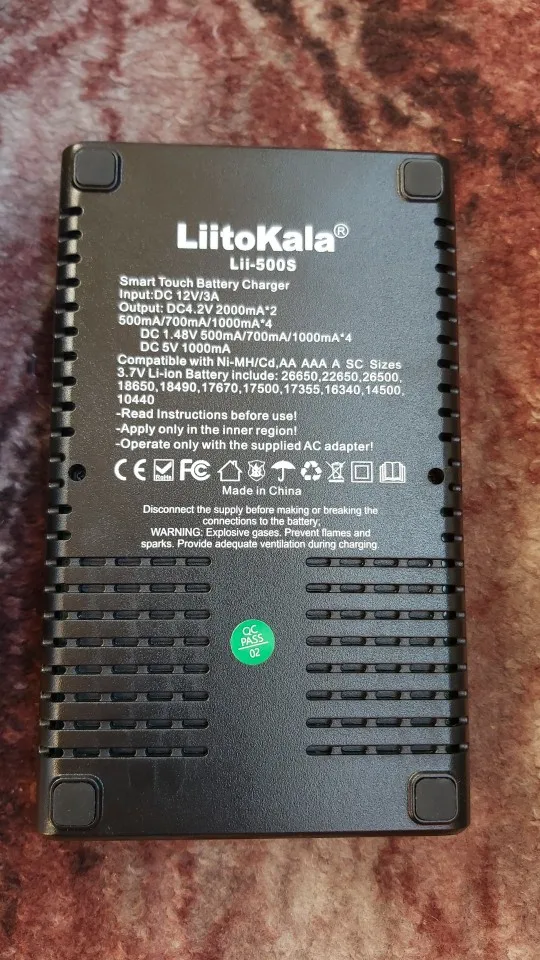 LiitoKala®
Lii-500S
Smart Touch Battery Charger
Input:DC 12V/3A
Output: DC4.2V 2000mA*2
500mA/700mA/1000mA*4
DC 1.48V 500mA/700mA/1000mA*4
DC 5V 1000mA
Compatible with Ni-MH/Cd,AA AAA A SC Sizes
3.7V Li-ion Battery include: 26650,22650,26500,
18650,18490,17670,17500,17355,16340,14500,
10440
-Read Instructions before use!
-Apply only in the inner region!
-Operate only with the supplied AC adapter!
CE RoHS FC
Made in China
Disconnect the supply before making or breaking the
connections to the battery;
WARNING: Explosive gases. Prevent flames and
sparks. Provide adequate ventilation during charging
QC
PASS
02